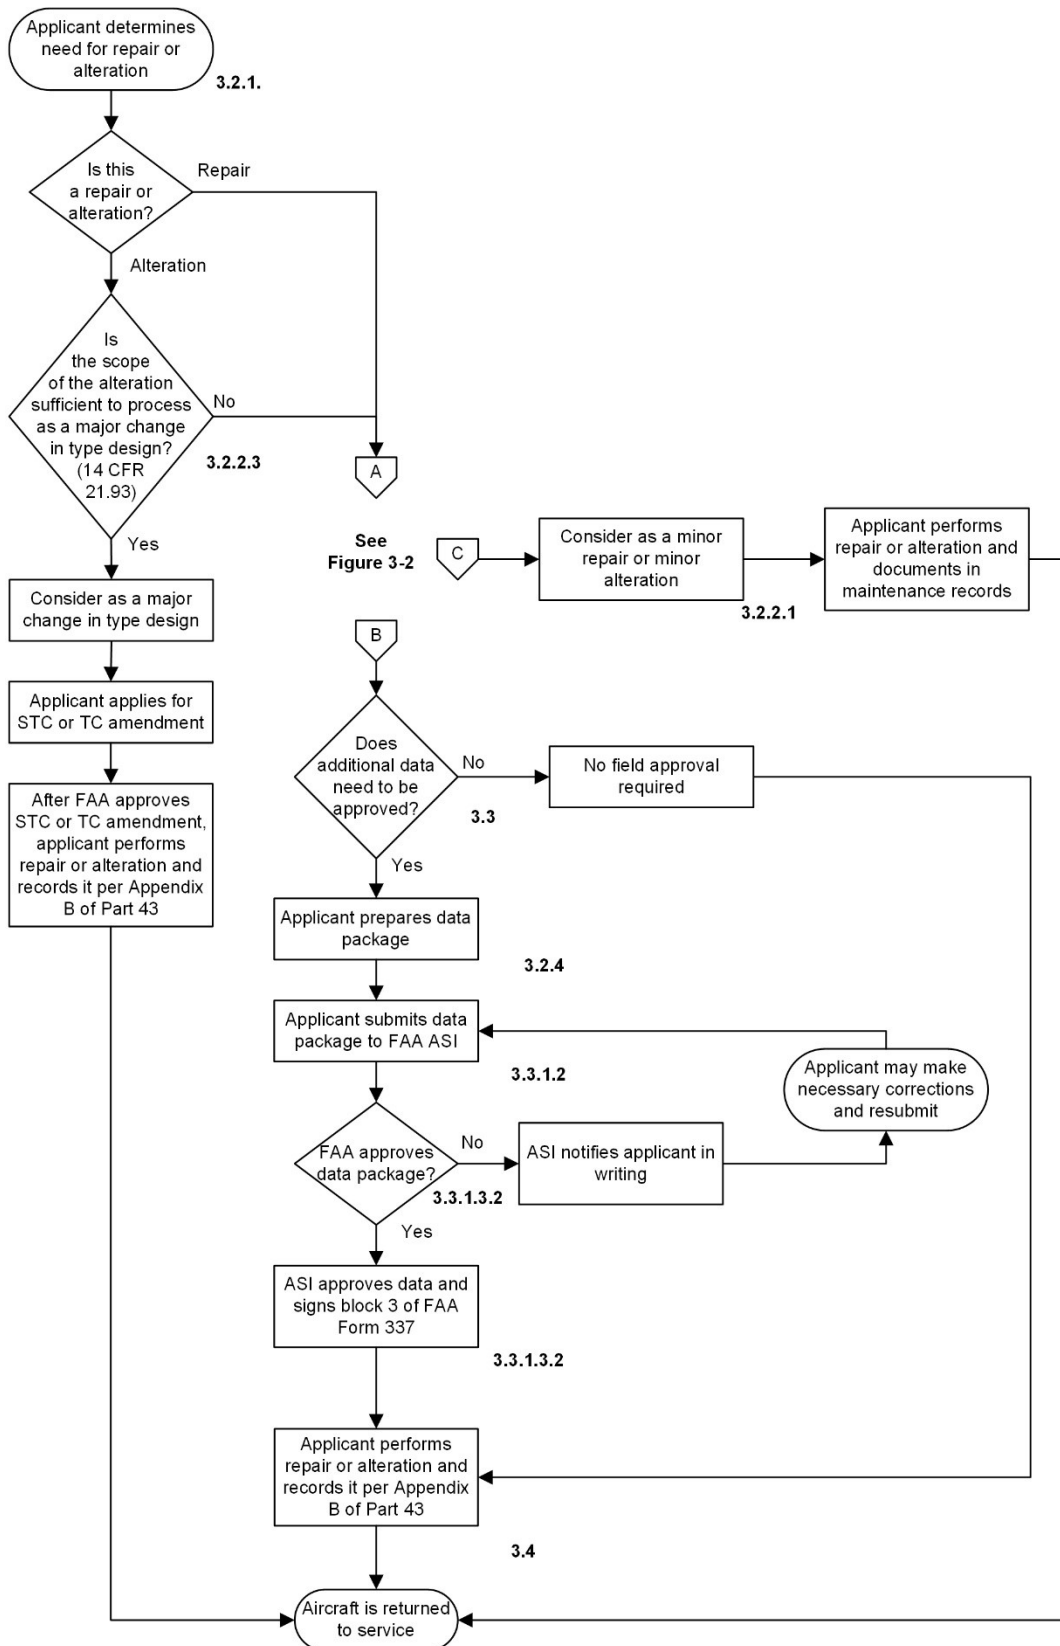 Applicant determines
need for repair or
alteration
3.2.1.
Is this
a repair or
alteration?
Repair
Alteration
Is
the scope
of the alteration
sufficient to process
as a major change
in type design?
(14 CFR
21.93)
No
3.2.2.3
Yes
A
See
Figure 3-2
C
Consider as a minor
repair or minor
alteration
3.2.2.1
Applicant performs
repair or alteration and
documents in
maintenance records
Consider as a major
change in type design
Applicant applies for
STC or TC amendment
After FAA approves
STC or TC amendment,
applicant performs
repair or alteration and
records it per Appendix
B of Part 43
B
Does
additional data
need to be
approved?
No
3.3
No field approval
required
Yes
Applicant prepares data
package
3.2.4
Applicant submits data
package to FAA ASI
3.3.1.2
Applicant may make
necessary corrections
and resubmit
FAA approves
data package?
No
3.3.1.3.2
ASI notifies applicant in
writing
Yes
ASI approves data and
signs block 3 of FAA
Form 337
3.3.1.3.2
Applicant performs
repair or alteration and
records it per Appendix
B of Part 43
3.4
Aircraft is returned
to service